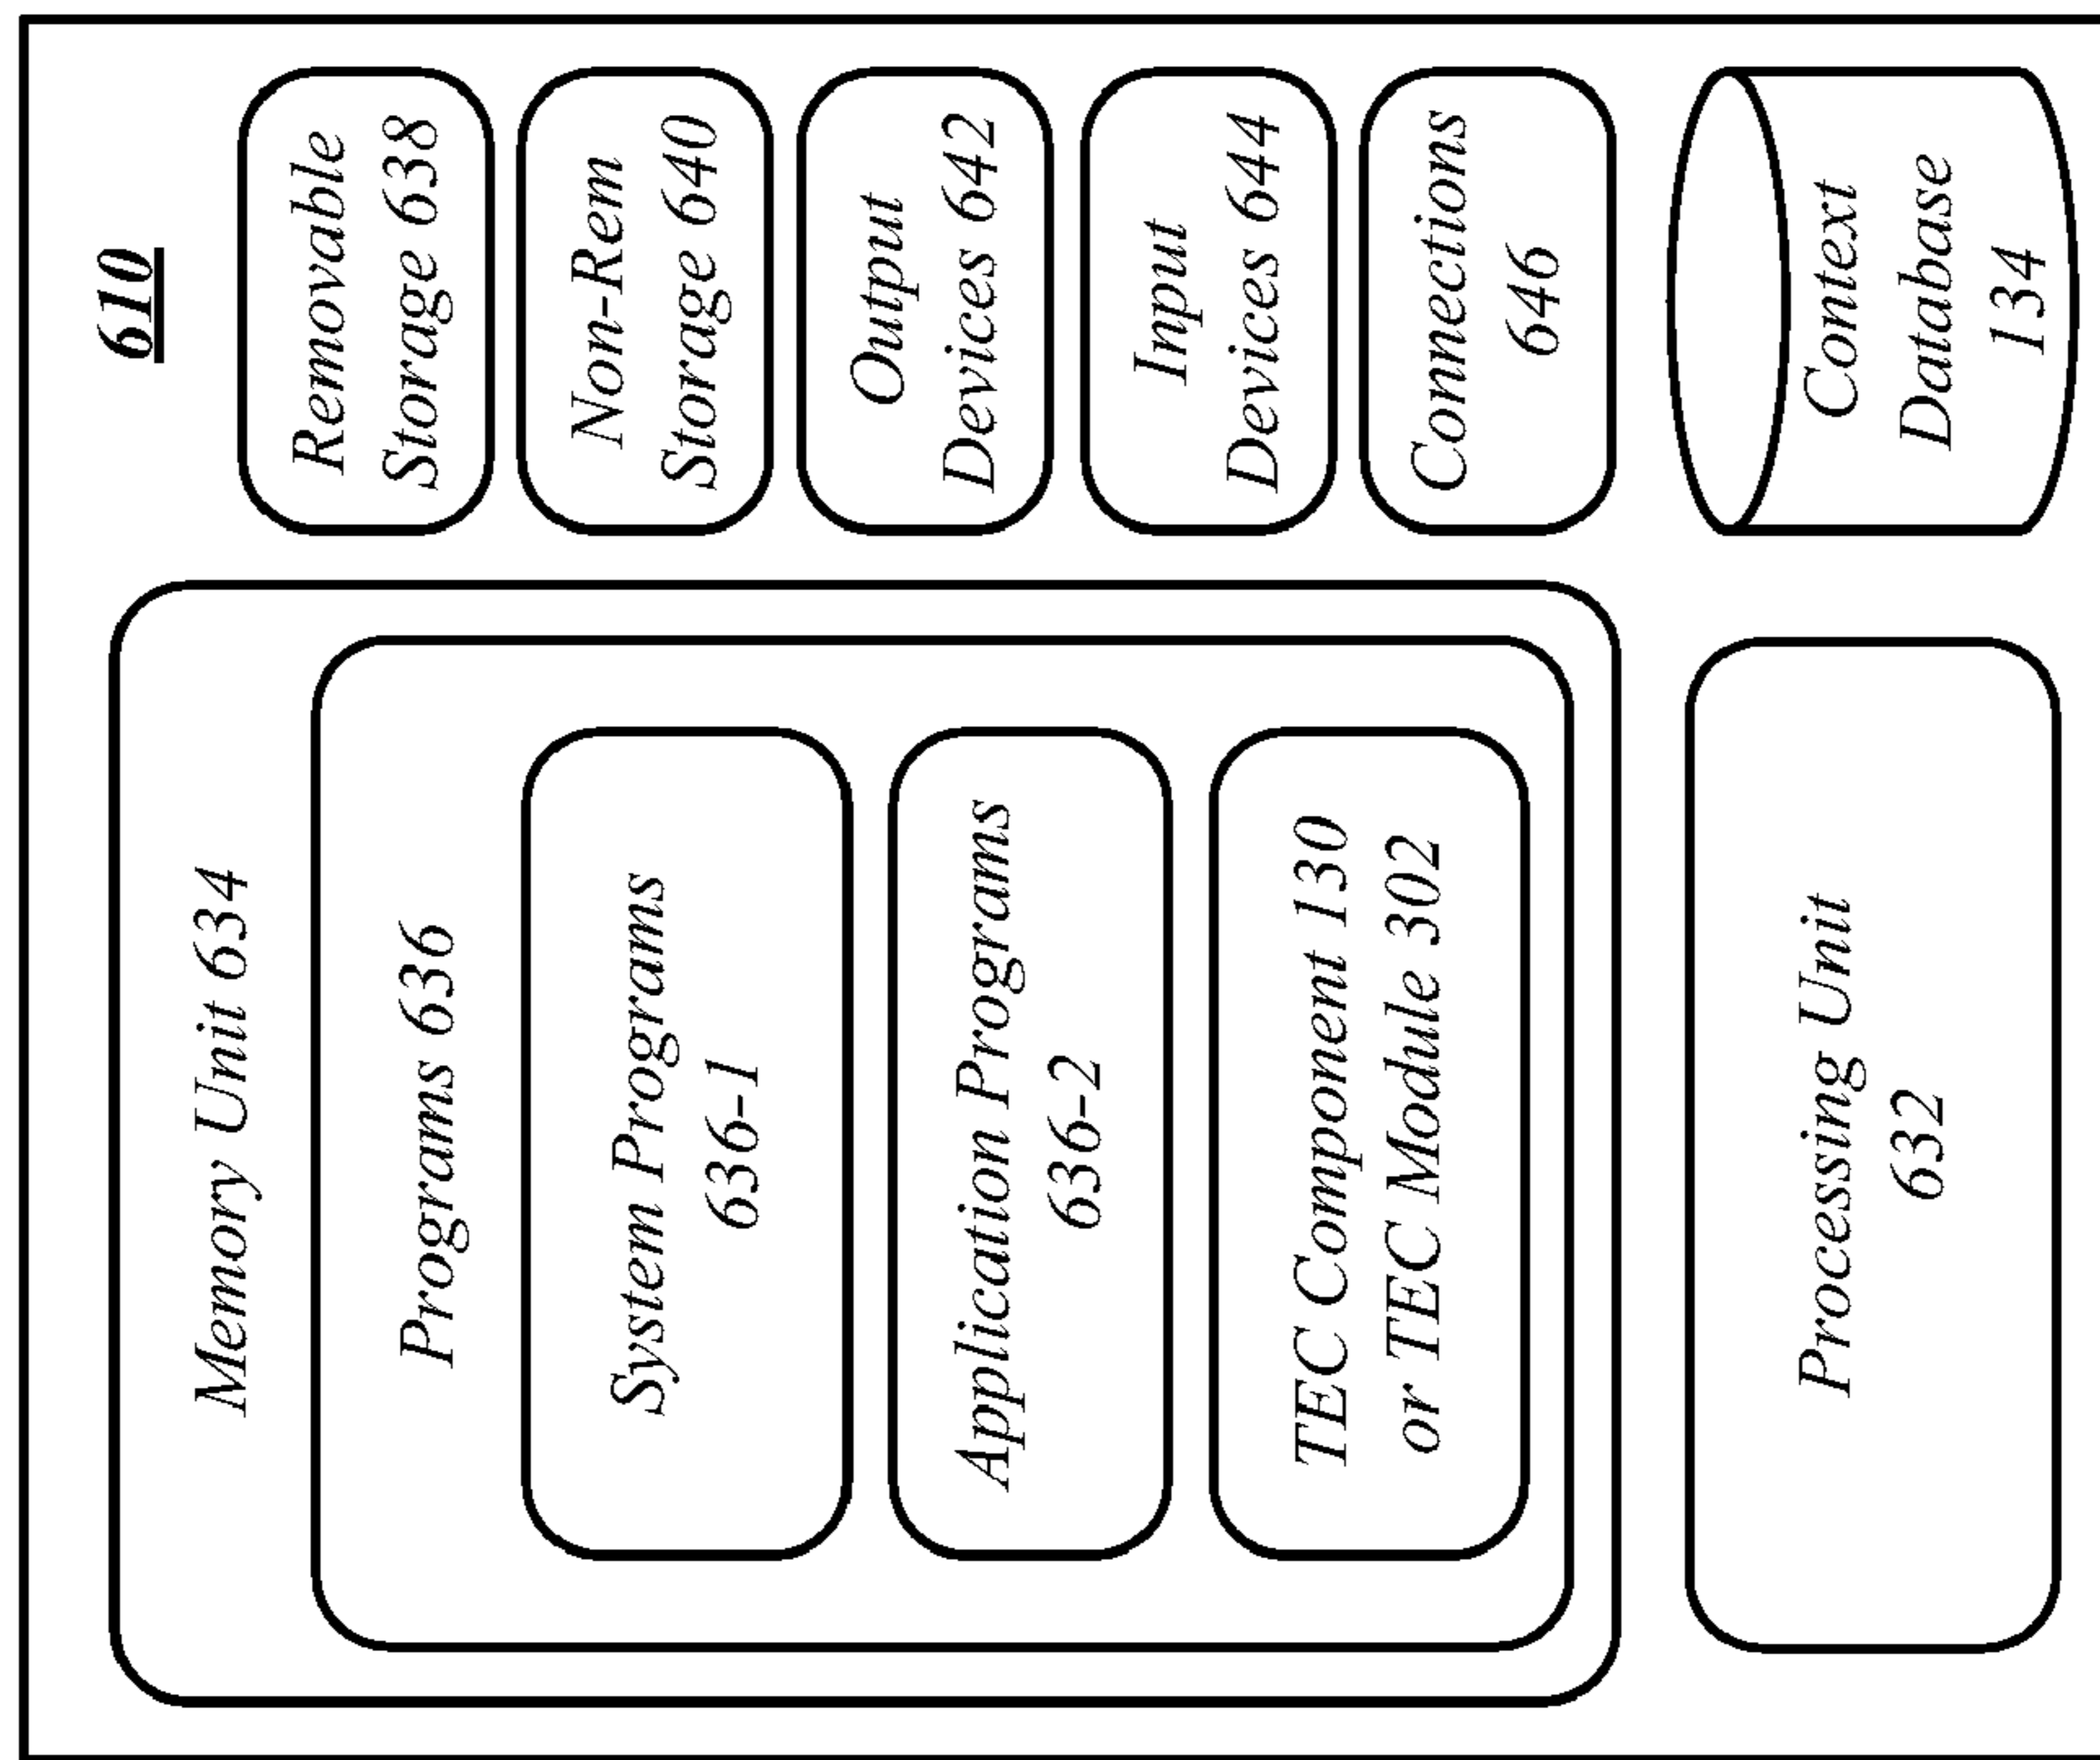 610
Memory Unit 634
Programs 636
System Programs
636-1
Application Programs
636-2
TEC Component 130
or TEC Module 302
Processing Unit
632
Removable
Storage 638
Non-Rem
Storage 640
Output
Devices 642
Input
Devices 644
Connections
646
Context
Database
134